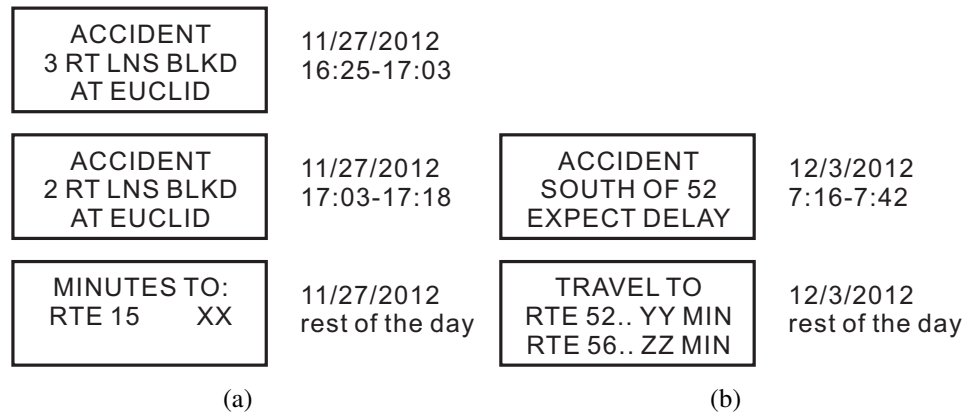 ACCIDENT
3 RT LNS BLKD
AT EUCLID
11/27/2012
16:25-17:03
ACCIDENT
2 RT LNS BLKD
AT EUCLID
11/27/2012
17:03-17:18
ACCIDENT
SOUTH OF 52
EXPECT DELAY
12/3/2012
7:16-7:42
MINUTES TO:
RTE 15 XX
11/27/2012
rest of the day
TRAVEL TO
RTE 52.. YY MIN
RTE 56.. ZZ MIN
12/3/2012
rest of the day
(a)
(b)